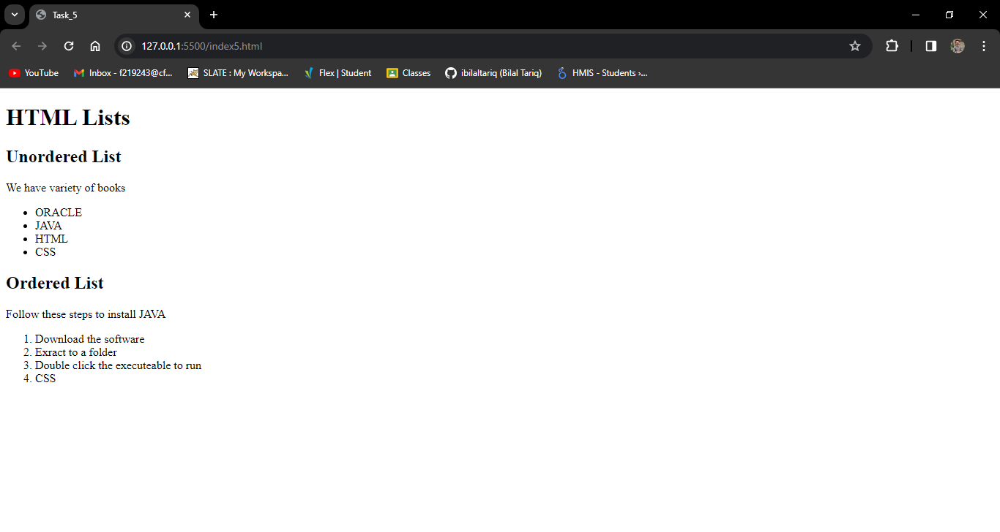 Task_5
127.0.0.1:5500/index5.html
YouTube Inbox - f219243@cf... SLATE : My Workspa... Flex | Student Classes ibilaltariq (Bilal Tariq) HMIS - Students ›...
HTML Lists
Unordered List
We have variety of books
• ORACLE
• JAVA
• HTML
• CSS
Ordered List
Follow these steps to install JAVA
1. Download the software
2. Exract to a folder
3. Double click the executeable to run
4. CSS